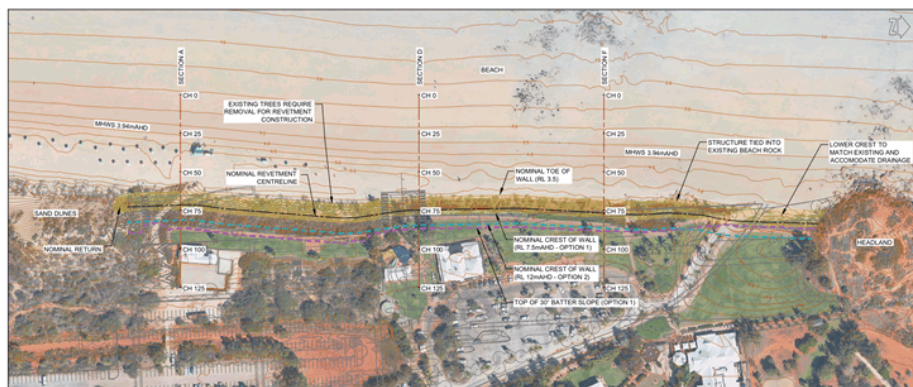 SECTION A
SECTION D
SECTION F
BEACH
CH 0
CH 0
CH 0
EXISTING TREES REQUIRE
REMOVAL FOR REVETMENT
CONSTRUCTION
MHWS 3.94mAHD
CH 25
CH 25
CH 25
STRUCTURE TIED INTO
EXISTING BEACH ROCK
LOWER CREST TO
MATCH EXISTING AND
ACCOMODATE DRAINAGE
MHWS 3.94mAHD
NOMINAL REVETMENT
CENTRELINE
CH 50
CH 50
NOMINAL TOE OF
WALL (RL 3.5)
CH 50
SAND DUNES
CH 75
CH 75
CH 75
NOMINAL RETURN
CH 100
CH 100
NOMINAL CREST OF WALL
(RL 7.5mAHD - OPTION 1)
CH 100
HEADLAND
NOMINAL CREST OF WALL
(RL 12mAHD - OPTION 2)
CH 125
CH 125
CH 125
TOP OF 30° BATTER SLOPE (OPTION 1)